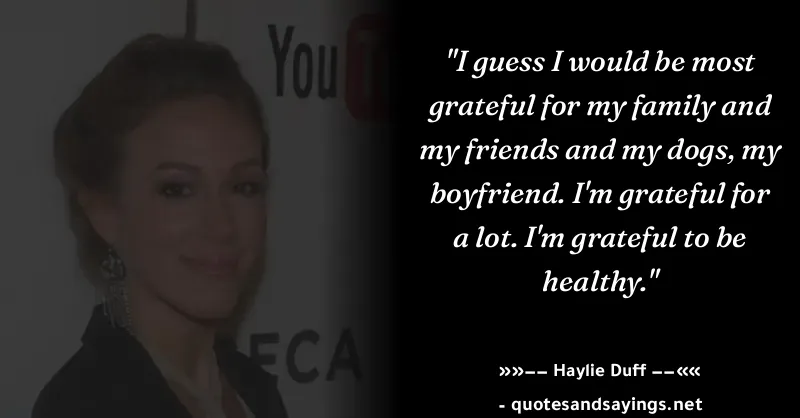 YouT
"I guess I would be most
grateful for my family and
my friends and my dogs, my
boyfriend. I'm grateful for
a lot. I'm grateful to be
healthy."
ECA
»»–– Haylie Duff ––««
- quotesandsayings.net